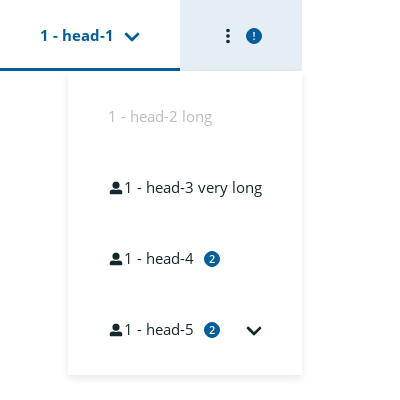 1 - head-1 !
1 - head-2 long
1 - head-3 very long
1 - head-4 2
1 - head-5 2